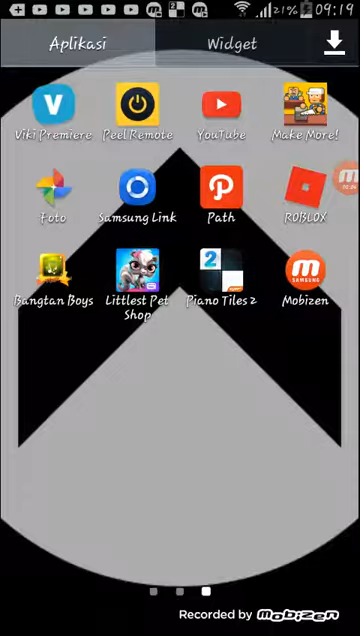 21% 09:19
Aplikasi Widget
Viki Premiere Peel Remote YouTube Make More!
Foto Samsung Link Path ROBLOX
Bangtan Boys Littlest Pet Shop Piano Tiles 2 Mobizen
Recorded by Mobizen